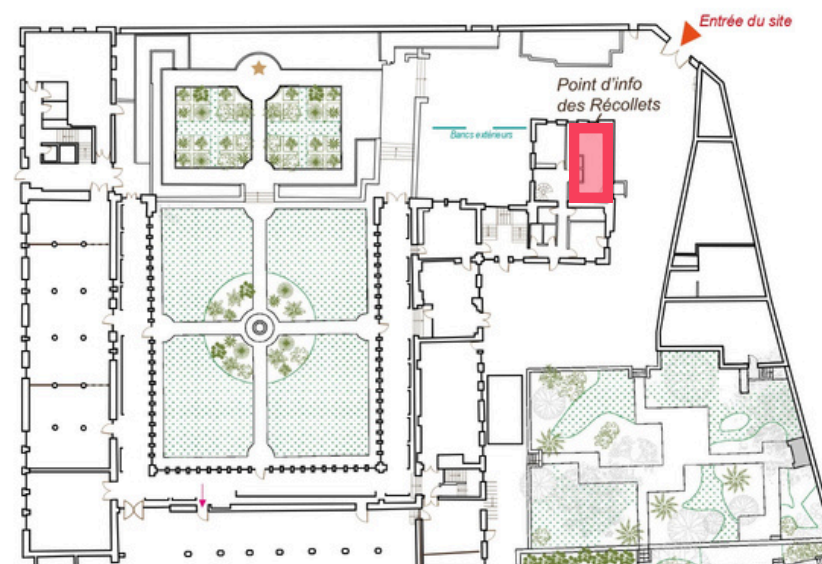 Entrée du site
Point d'info
des Récollets
Bancs extérieurs